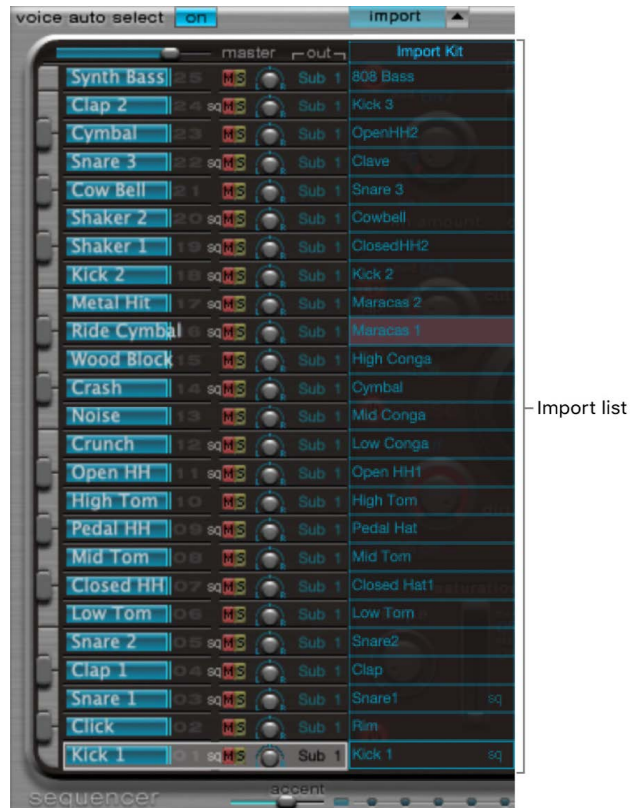 voice auto select on import
master out Import Kit
Synth Bass 25 M S R Sub 1 808 Bass
Clap 2 24 sq M S R Sub 1 Kick 3
Cymbal 23 M S R Sub 1 OpenHH2
Snare 3 22 sq M S R Sub 1 Clave
Cow Bell 21 M S R Sub 1 Snare 3
Shaker 2 20 sq M S R Sub 1 Cowbell
Shaker 1 19 sq M S R Sub 1 ClosedHH2
Kick 2 18 sq M S R Sub 1 Kick 2
Metal Hit 17 sq M S R Sub 1 Maracas 2
Ride Cymbal 6 sq M S R Sub 1 Maracas 1
Wood Block 15 M S R Sub 1 High Conga
Crash 14 sq M S R Sub 1 Cymbal
Noise 13 M S R Sub 1 Mid Conga
Crunch 12 sq M S R Sub 1 Low Conga
Open HH 11 sq M S R Sub 1 Open HH1
High Tom 10 M S R Sub 1 High Tom
Pedal HH 09 sq M S R Sub 1 Pedal Hat
Mid Tom 08 M S R Sub 1 Mid Tom
Closed HH 07 sq M S R Sub 1 Closed Hat1
Low Tom 06 M S R Sub 1 Low Tom
Snare 2 05 sq M S R Sub 1 Snare2
Clap 1 04 sq M S R Sub 1 Clap
Snare 1 03 sq M S R Sub 1 Snare1 sq
Click 02 M S R Sub 1 Rim
Kick 1 01 sq M S R Sub 1 Kick 1 sq
sequencer accent
Import list